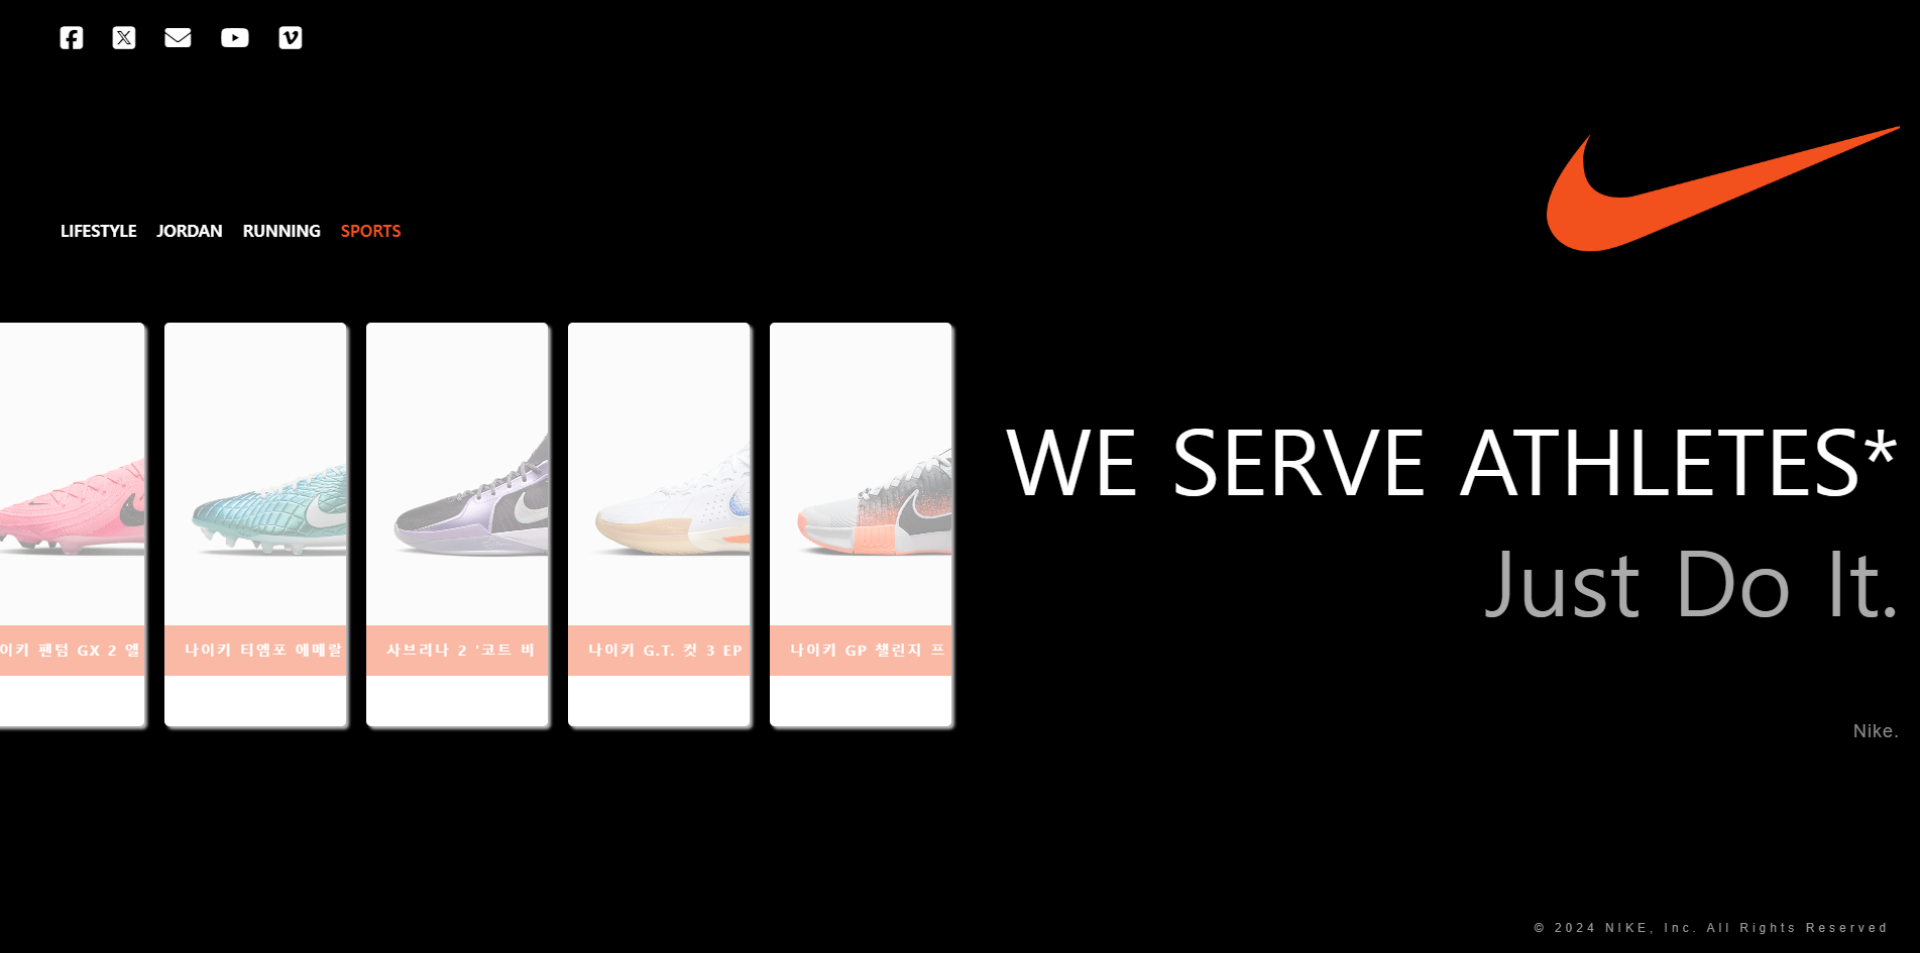 LIFESTYLE JORDAN RUNNING SPORTS
이키 팬텀 GX 2 엘
나이키 티엠포 에메랄
사브리나 2 '코트 비
나이키 G.T. 컷 3 EP
나이키 GP 챌린지 프
WE SERVE ATHLETES*
Just Do It.
Nike.
© 2024 NIKE, Inc. All Rights Reserved